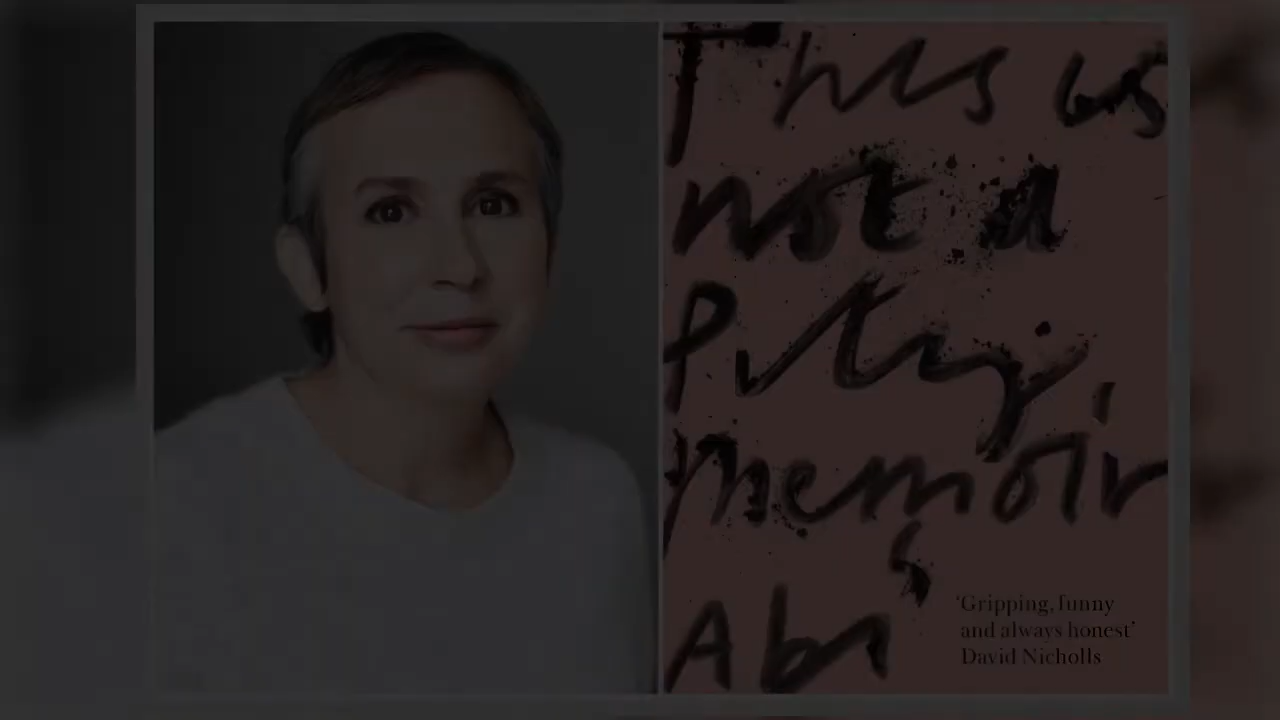 This is
not a
Pity
memoir
Abi
‘Gripping, funny
and always honest’
David Nicholls